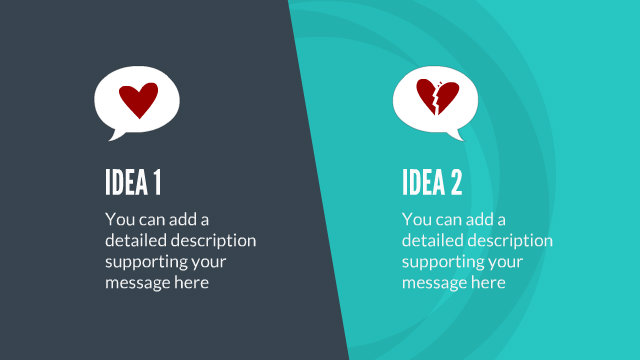 IDEA 1
You can add a
detailed description
supporting your
message here
IDEA 2
You can add a
detailed description
supporting your
message here